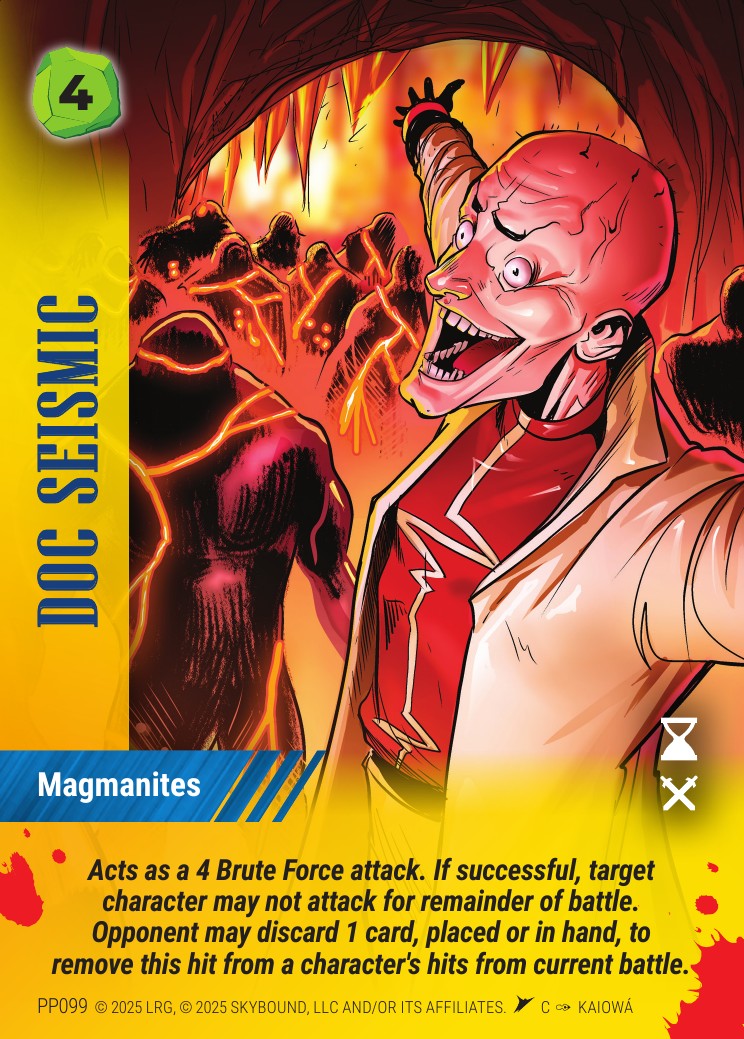 4
DOC SEISMIC
Magmanites
Acts as a 4 Brute Force attack. If successful, target
character may not attack for remainder of battle.
Opponent may discard 1 card, placed or in hand, to
remove this hit from a character's hits from current battle.
PP099 © 2025 LRG, © 2025 SKYBOUND, LLC AND/OR ITS AFFILIATES. C KAIOWÁ